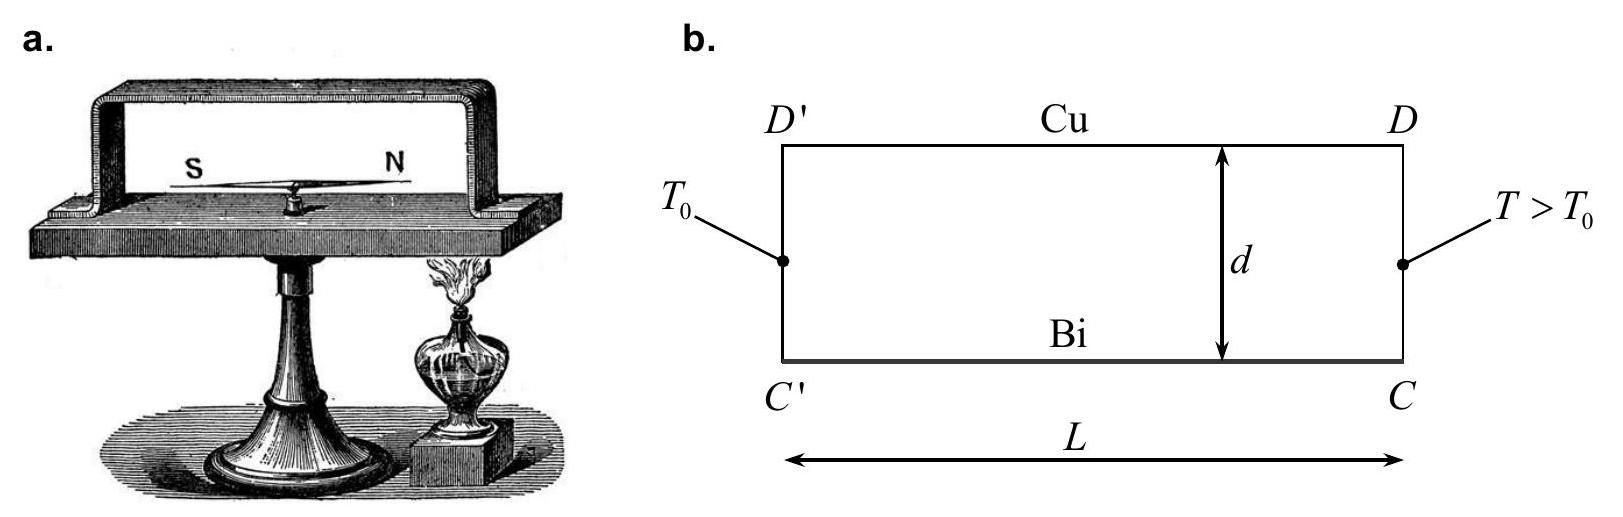 a.
S
N
b.
D'
Cu
D
T₀
T > T₀
d
Bi
C'
C
L